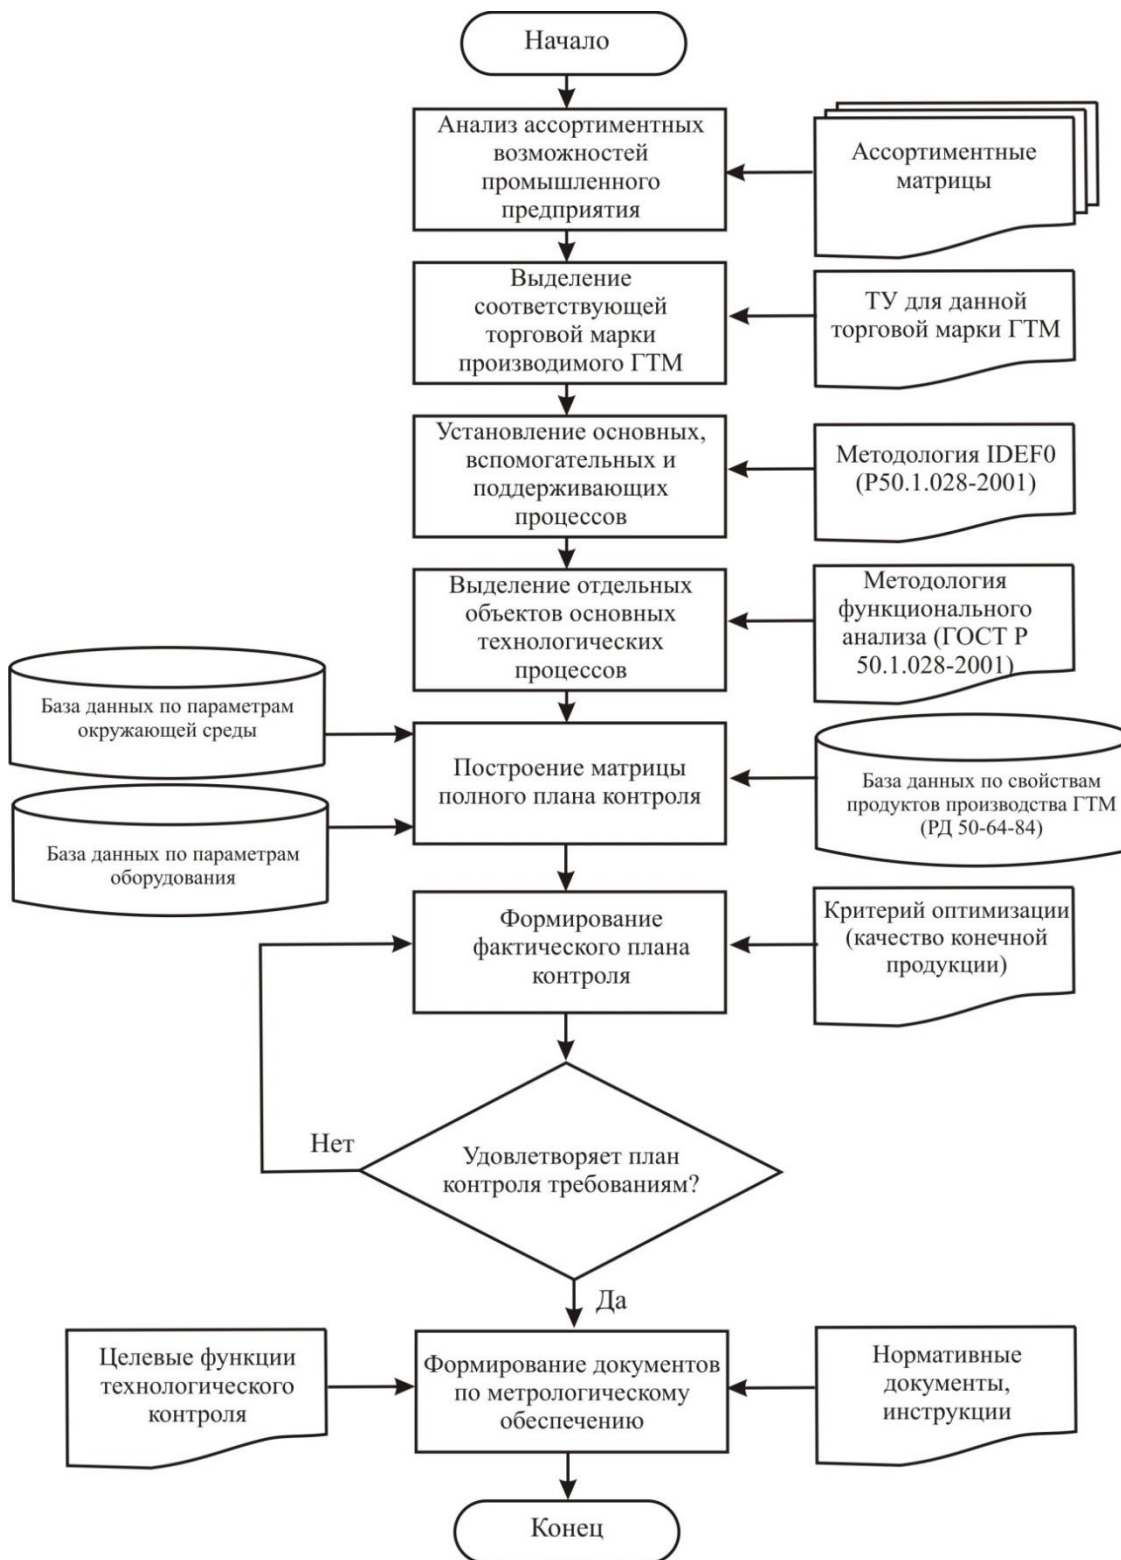 Начало
Анализ ассортиментных
возможностей
промышленного
предприятия
Ассортиментные
матрицы
Выделение
соответствующей
торговой марки
производимого ГТМ
ТУ для данной
торговой марки ГТМ
Установление основных,
вспомогательных и
поддерживающих
процессов
Методология IDEF0
(Р50.1.028-2001)
Выделение отдельных
объектов основных
технологических
процессов
Методология
функционального
анализа (ГОСТ Р
50.1.028-2001)
База данных по параметрам
окружающей среды
База данных по параметрам
оборудования
Построение матрицы
полного плана контроля
База данных по свойствам
продуктов производства ГТМ
(РД 50-64-84)
Формирование
фактического плана
контроля
Критерий оптимизации
(качество конечной
продукции)
Нет
Удовлетворяет план
контроля требованиям?
Да
Целевые функции
технологического
контроля
Формирование документов
по метрологическому
обеспечению
Нормативные
документы,
инструкции
Конец